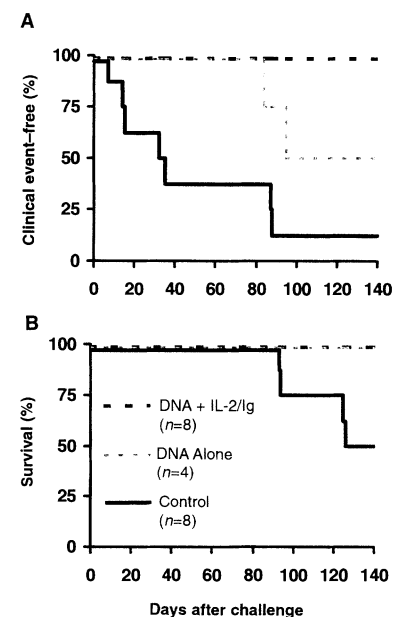 A
Clinical event–free (%)
100
75
50
25
0
0 20 40 60 80 100 120 140
B
Survival (%)
100
75
50
25
0
DNA + IL-2/Ig
(n=8)
DNA Alone
(n=4)
Control
(n=8)
0 20 40 60 80 100 120 140
Days after challenge